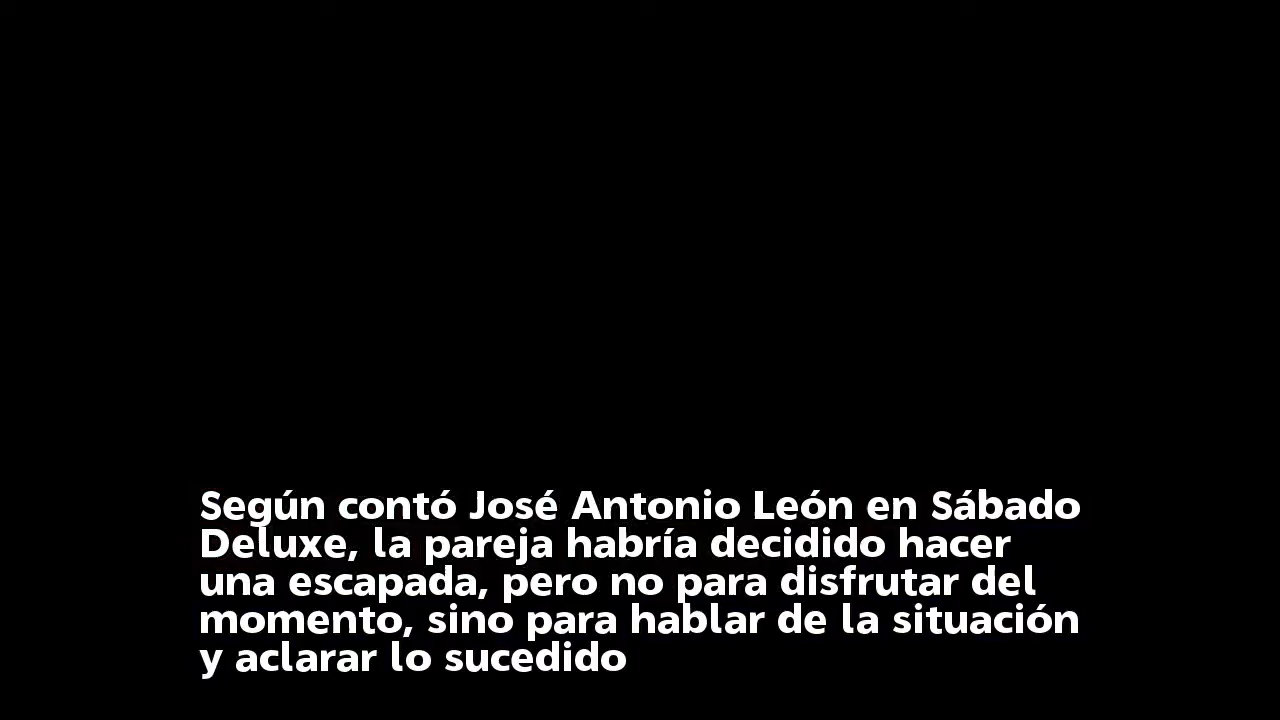 Según contó José Antonio León en Sábado
Deluxe, la pareja habría decidido hacer
una escapada, pero no para disfrutar del
momento, sino para hablar de la situación
y aclarar lo sucedido